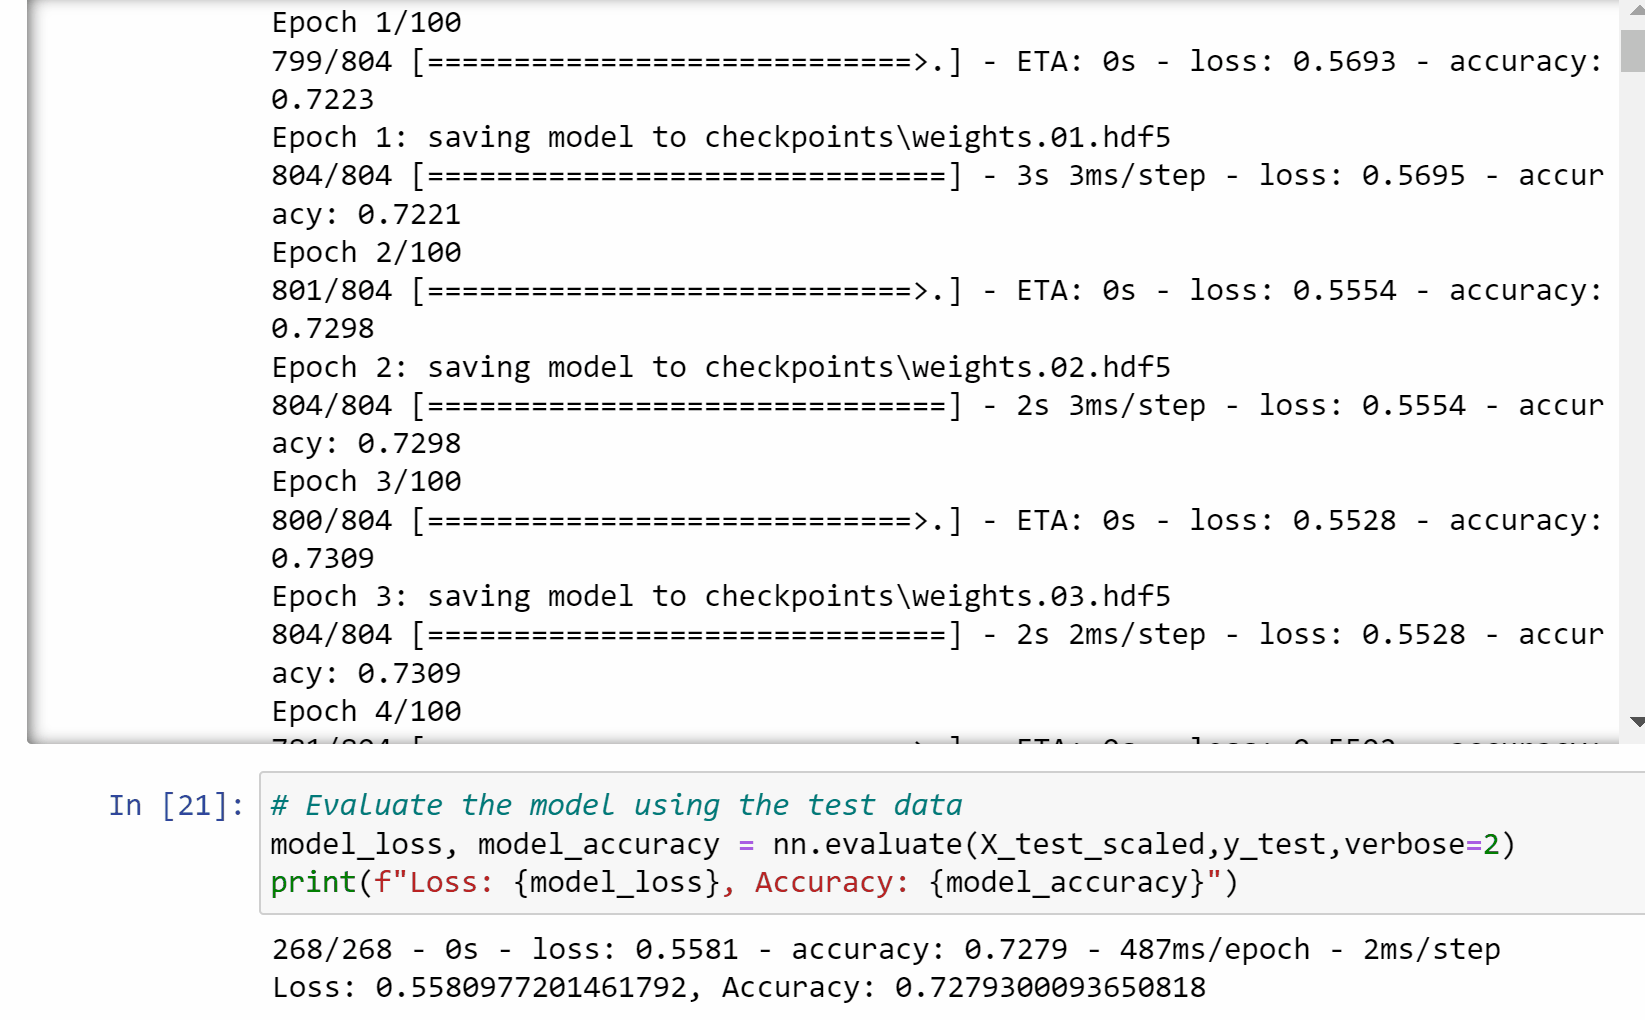 Epoch 1/100
799/804 [============================>.] - ETA: 0s - loss: 0.5693 - accuracy:
0.7223
Epoch 1: saving model to checkpoints\weights.01.hdf5
804/804 [==============================] - 3s 3ms/step - loss: 0.5695 - accur
acy: 0.7221
Epoch 2/100
801/804 [============================>.] - ETA: 0s - loss: 0.5554 - accuracy:
0.7298
Epoch 2: saving model to checkpoints\weights.02.hdf5
804/804 [==============================] - 2s 3ms/step - loss: 0.5554 - accur
acy: 0.7298
Epoch 3/100
800/804 [============================>.] - ETA: 0s - loss: 0.5528 - accuracy:
0.7309
Epoch 3: saving model to checkpoints\weights.03.hdf5
804/804 [==============================] - 2s 2ms/step - loss: 0.5528 - accur
acy: 0.7309
Epoch 4/100
In [21]: # Evaluate the model using the test data
model_loss, model_accuracy = nn.evaluate(X_test_scaled,y_test,verbose=2)
print(f"Loss: {model_loss}, Accuracy: {model_accuracy}")
268/268 - 0s - loss: 0.5581 - accuracy: 0.7279 - 487ms/epoch - 2ms/step
Loss: 0.5580977201461792, Accuracy: 0.7279300093650818